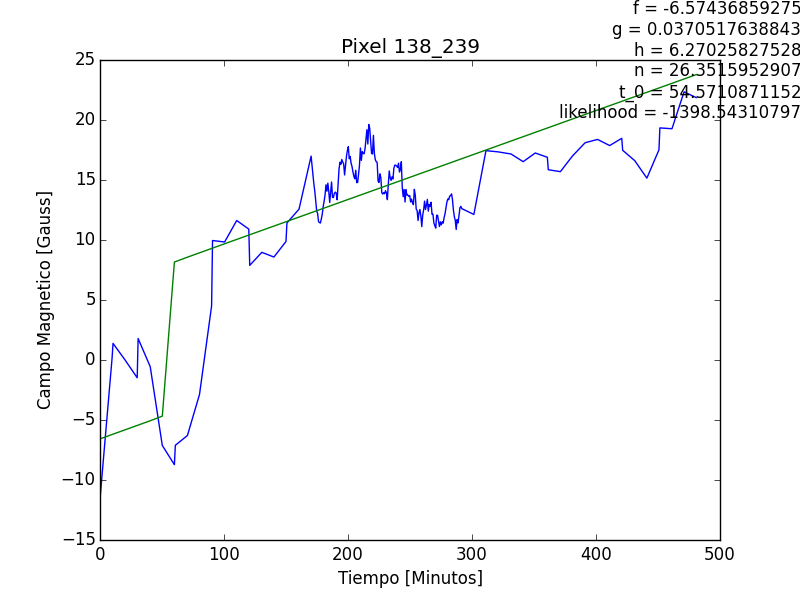 f = -6.57436859275
g = 0.0370517638843
h = 6.27025827528
n = 26.3515952907
t_0 = 54.5710871152
likelihood = -1398.54310797
Pixel 138_239
25
20
15
10
5
0
−5
−10
−15
Campo Magnetico [Gauss]
0 100 200 300 400 500
Tiempo [Minutos]